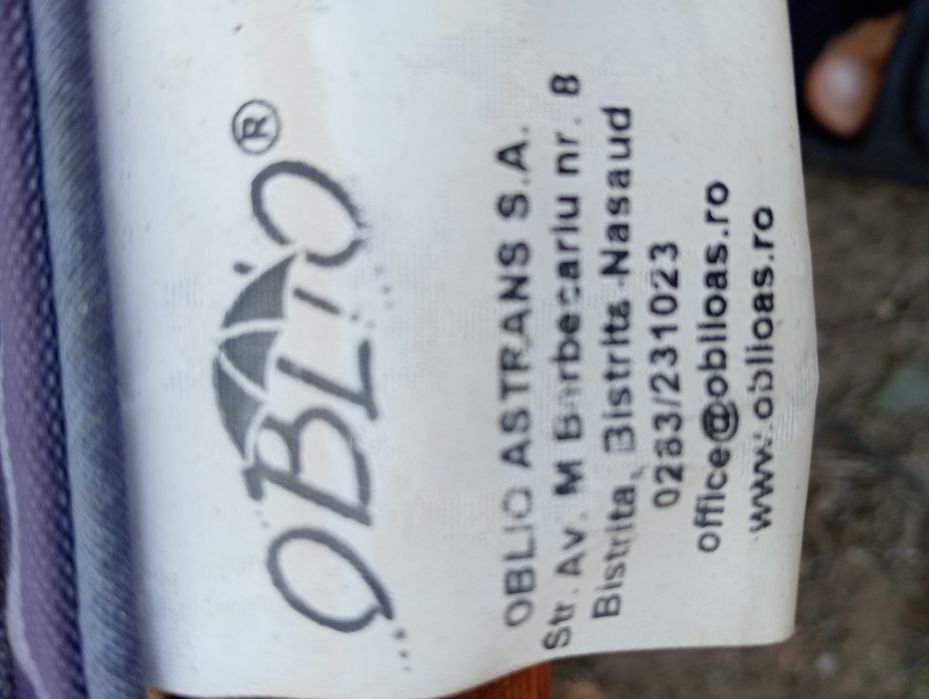 OBLIO®
OBLIO ASTRANS S.A.
Str. Av. M Barbecariu nr. 8
Bistrita, Bistrita-Nasaud
0263/231023
office@oblioas.ro
www.oblioas.ro